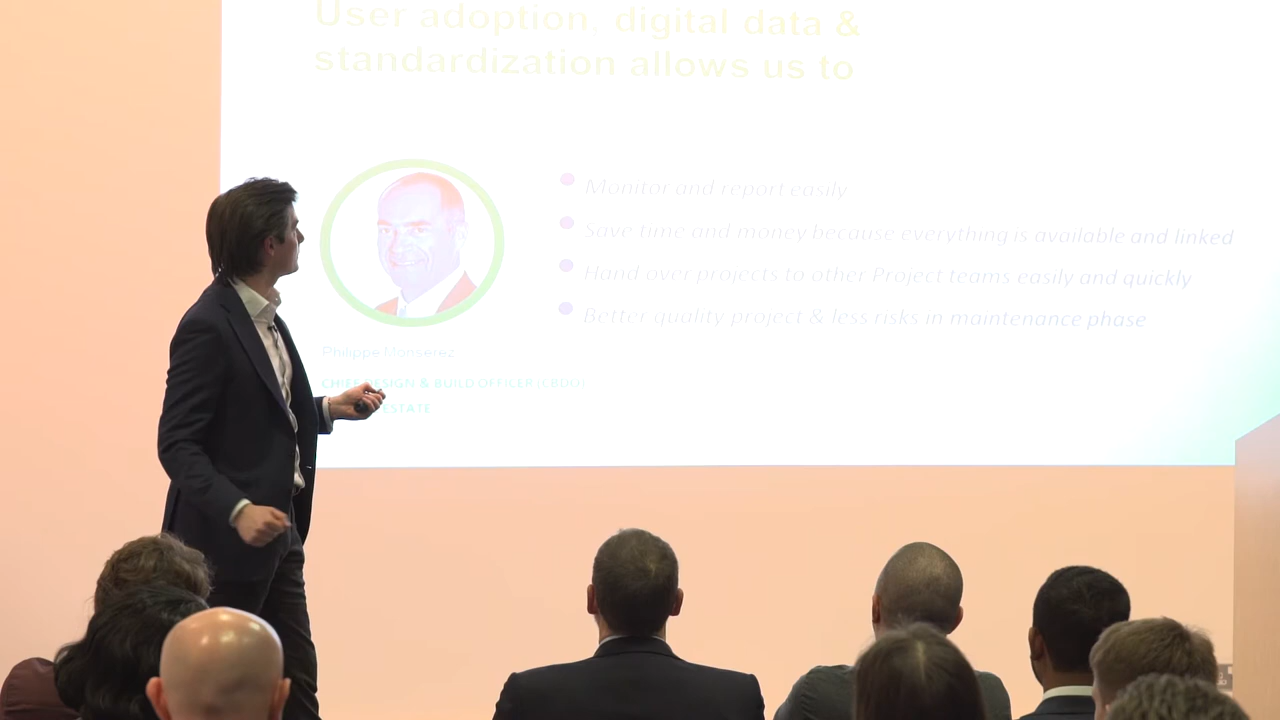 User adoption, digital data &
standardization allows us to
Monitor and report easily
Save time and money because everything is available and linked
Hand over projects to other Project teams easily and quickly
Better quality project & less risks in maintenance phase
Philippe Monserez
CHIEF DESIGN & BUILD OFFICER (CBDO)
ESTATE